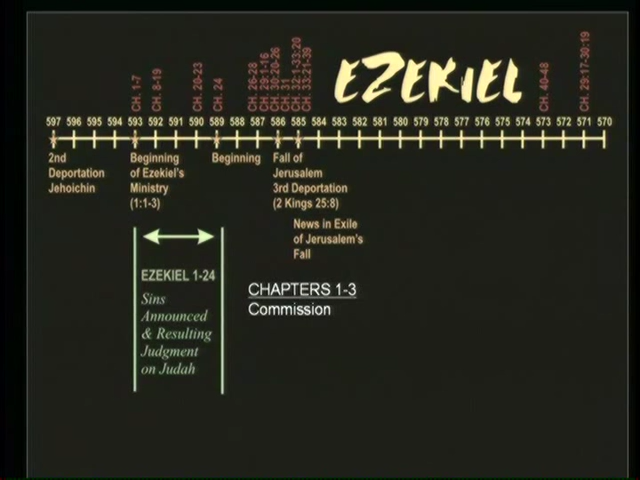 EZEKIEL
CH. 1-7
CH. 8-19
CH. 20-23
CH. 24
CH. 26-28
CH. 29:1-16
CH. 30:20-26
CH. 31
CH. 32:1-33:20
CH. 33:21-39
CH. 40-48
CH. 29:17-30:19
597 596 595 594 593 592 591 590 589 588 587 586 585 584 583 582 581 580 579 578 577 576 575 574 573 572 571 570
2nd
Deportation
Jehoichin
Beginning
of Ezekiel's
Ministry
(1:1-3)
Beginning
Fall of
Jerusalem
3rd Deportation
(2 Kings 25:8)
News in Exile
of Jerusalem's
Fall
EZEKIEL 1-24
Sins
Announced
& Resulting
Judgment
on Judah
CHAPTERS 1-3
Commission